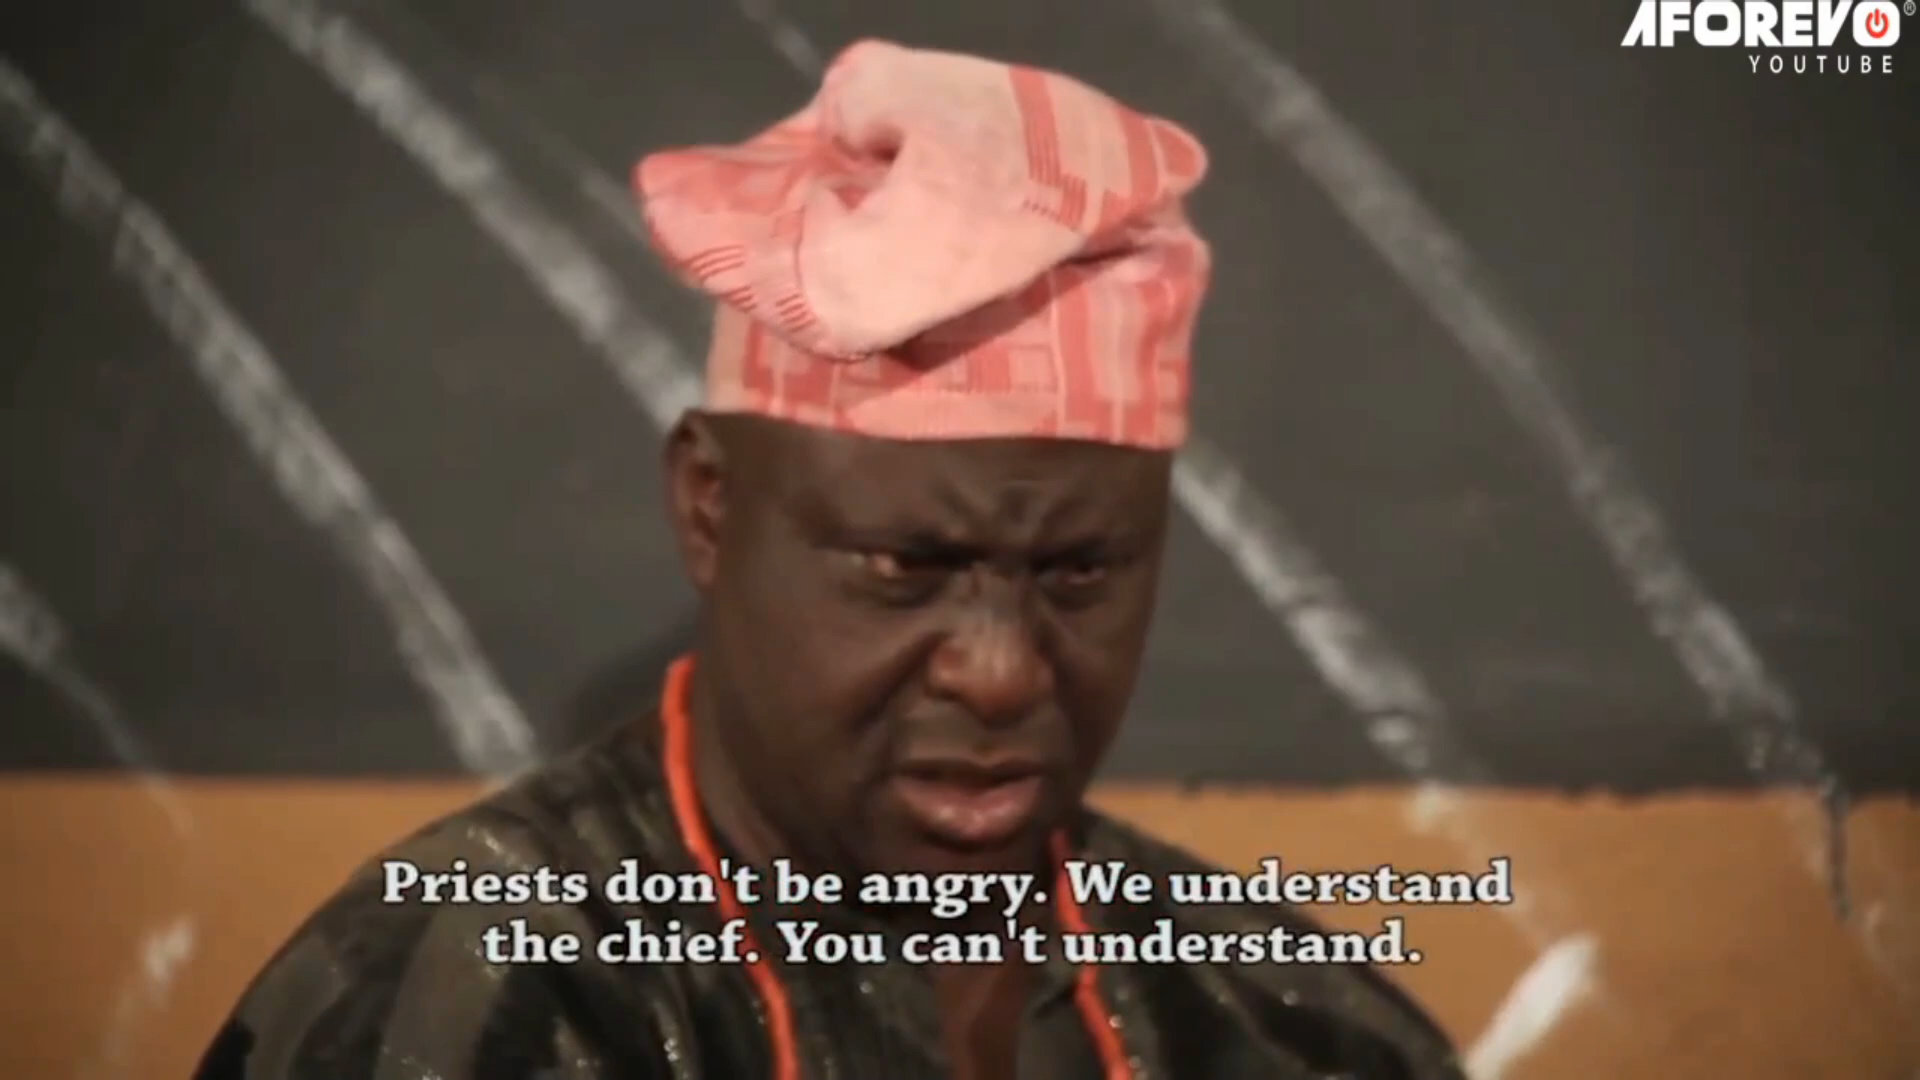 AFOREVO®
YOUTUBE
Priests don't be angry. We understand
the chief. You can't understand.